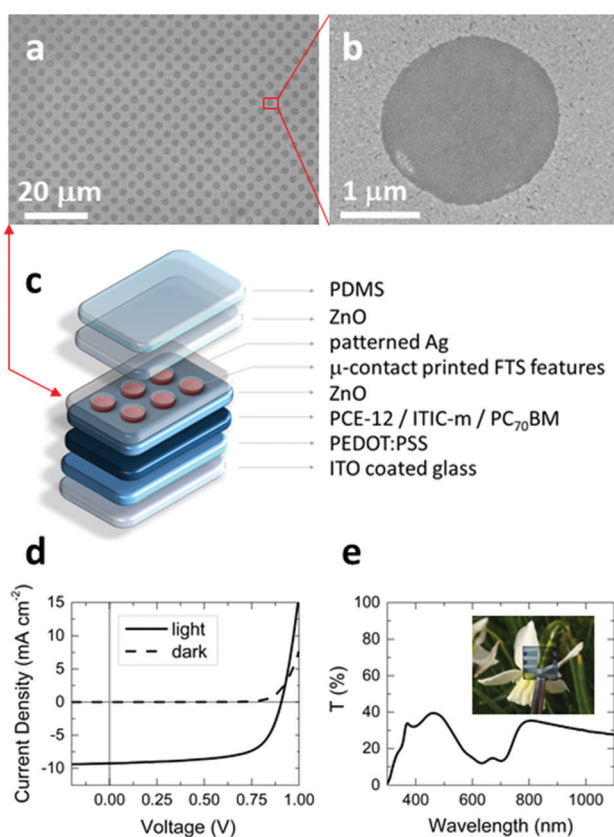 a
20 μm
b
1 μm
c
PDMS
ZnO
patterned Ag
μ-contact printed FTS features
ZnO
PCE-12 / ITIC-m / PC₇₀BM
PEDOT:PSS
ITO coated glass
d
Current Density (mA cm⁻²)
15
10
5
0
-5
-10
light
dark
0.00 0.25 0.50 0.75 1.00
Voltage (V)
e
T (%)
100
80
60
40
20
0
400 600 800 1000
Wavelength (nm)